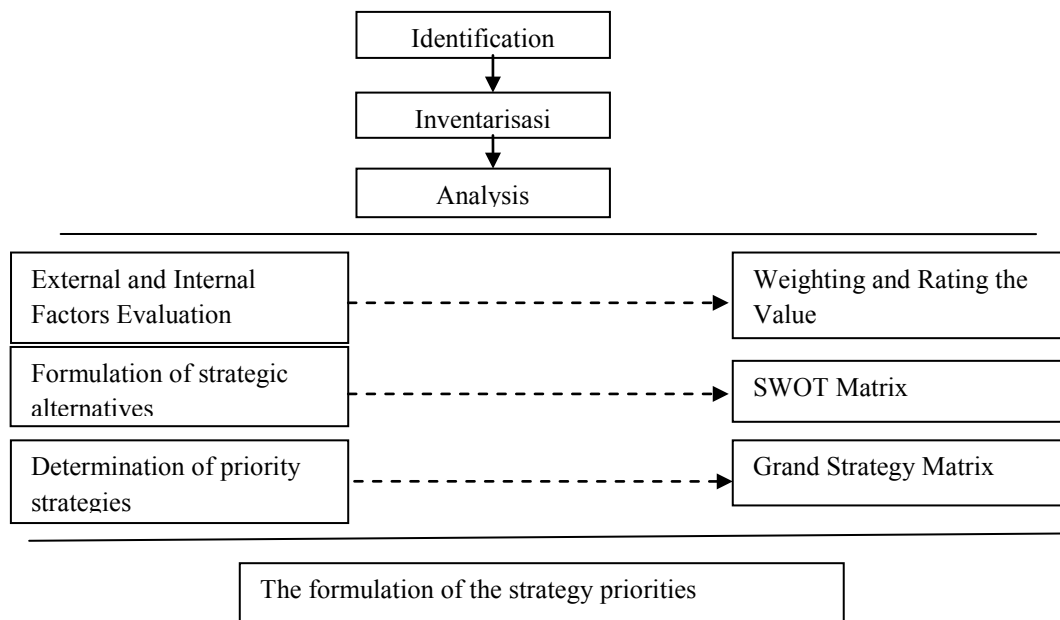 Identification
Inventarisasi
Analysis
External and Internal
Factors Evaluation
Weighting and Rating the
Value
Formulation of strategic
alternatives
SWOT Matrix
Determination of priority
strategies
Grand Strategy Matrix
The formulation of the strategy priorities